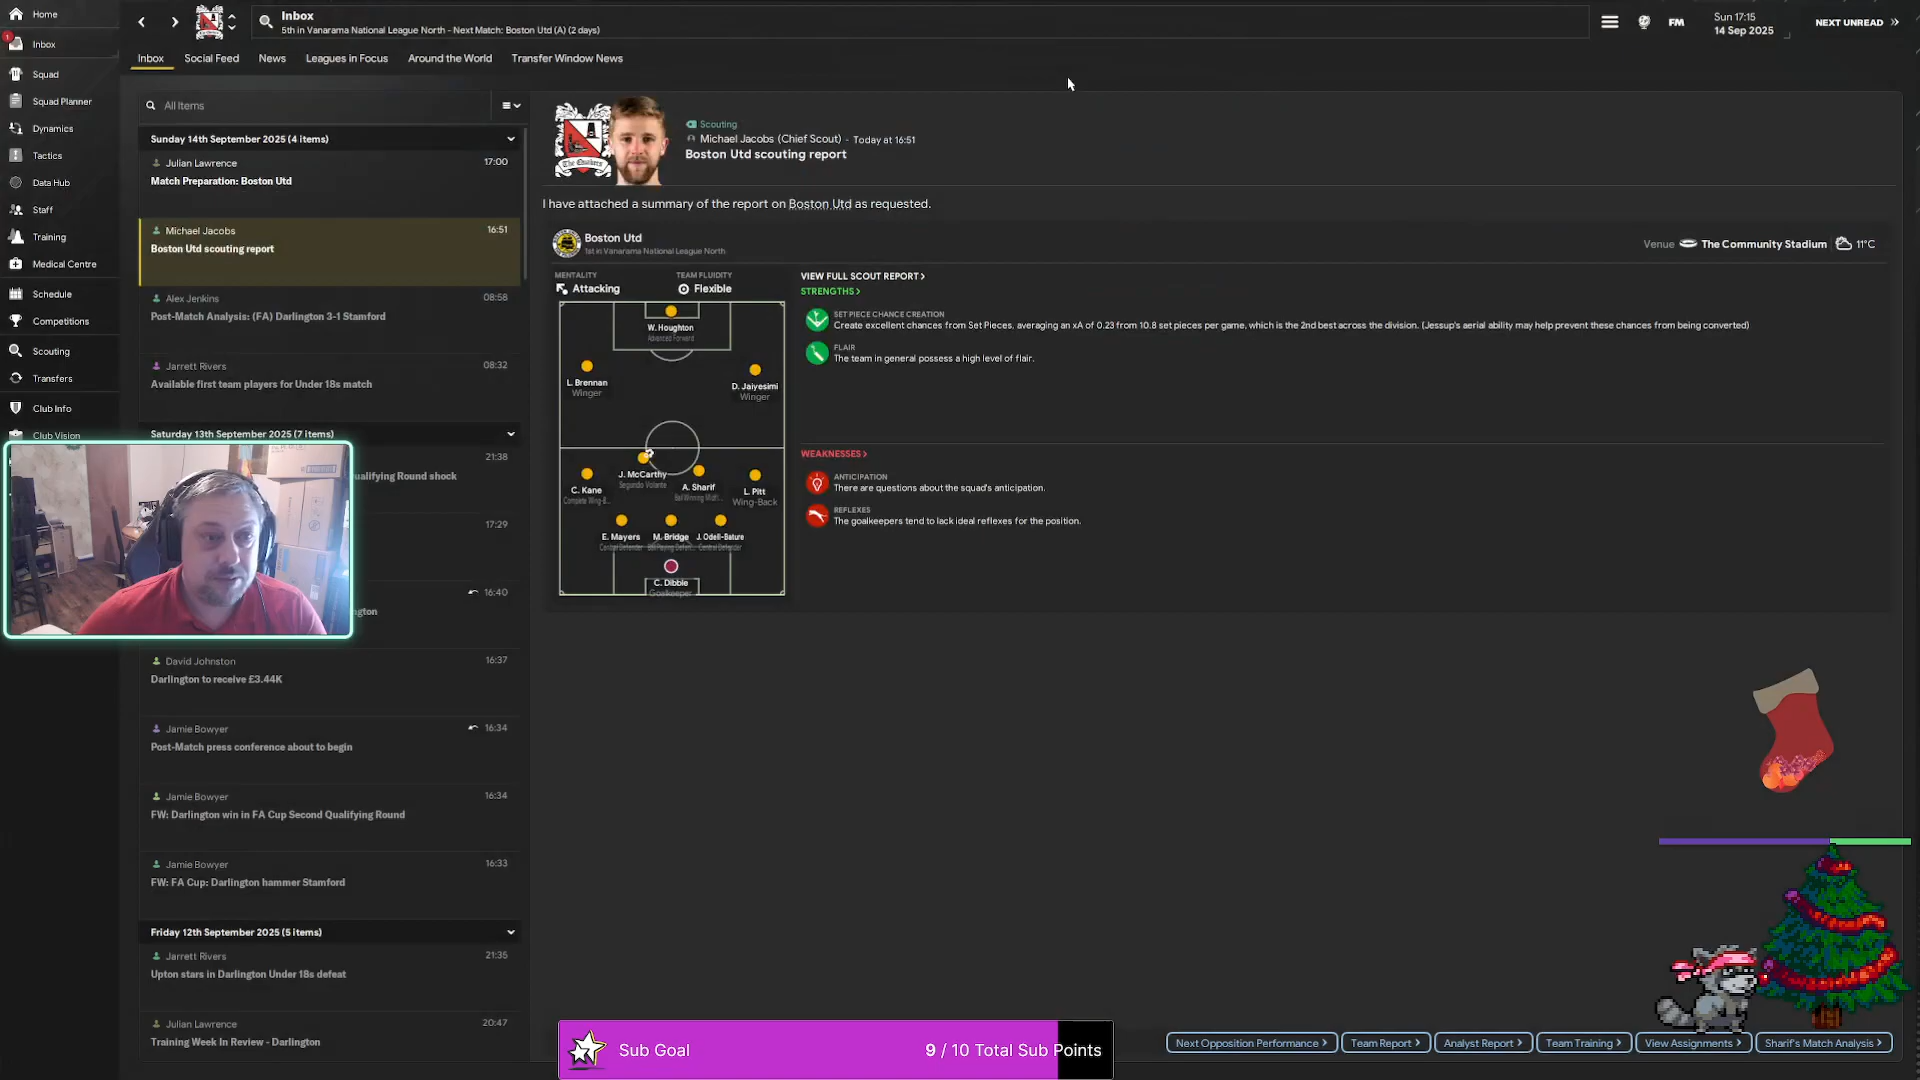 Home
Inbox
5th in Vanarama National League North - Next Match: Boston Utd (A) (2 days)
FM
Sun 17:15
14 Sep 2025
NEXT UNREAD
1
Inbox
Squad
Squad Planner
Dynamics
Tactics
Data Hub
Staff
Training
Medical Centre
Schedule
Competitions
Scouting
Transfers
Club Info
Club Vision
Inbox
Social Feed
News
Leagues in Focus
Around the World
Transfer Window News
All Items
Sunday 14th September 2025 (4 items)
Julian Lawrence 17:00
Match Preparation: Boston Utd
Michael Jacobs 16:51
Boston Utd scouting report
Alex Jenkins 08:58
Post-Match Analysis: (FA) Darlington 3-1 Stamford
Jarrett Rivers 08:32
Available first team players for Under 18s match
Saturday 13th September 2025 (7 items)
21:38
ualifying Round shock
17:29
16:40
ngton
David Johnston 16:37
Darlington to receive £3.44K
Jamie Bowyer 16:34
Post-Match press conference about to begin
Jamie Bowyer 16:34
FW: Darlington win in FA Cup Second Qualifying Round
Jamie Bowyer 16:33
FW: FA Cup: Darlington hammer Stamford
Friday 12th September 2025 (5 items)
Jarrett Rivers 21:35
Upton stars in Darlington Under 18s defeat
Julian Lawrence 20:47
Training Week In Review - Darlington
The Quakers
Scouting
Michael Jacobs (Chief Scout) - Today at 16:51
Boston Utd scouting report
I have attached a summary of the report on Boston Utd as requested.
Boston Utd
1st in Vanarama National League North
Venue The Community Stadium 11°C
MENTALITY
Attacking
TEAM FLUIDITY
Flexible
W. Houghton
Advanced Forward
L. Brennan
Winger
D. Jaiyesimi
Winger
J. McCarthy
Segundo Volante
C. Kane
Complete Wing-B...
A. Sharif
Ball Winning Midf...
L. Pitt
Wing-Back
E. Mayers
Central Defender
M. Bridge
Ball Playing Defen...
J. Odell-Bature
Central Defender
C. Dibble
Goalkeeper
VIEW FULL SCOUT REPORT
STRENGTHS
SET PIECE CHANCE CREATION
Create excellent chances from Set Pieces, averaging an xA of 0.23 from 10.8 set pieces per game, which is the 2nd best across the division. (Jessup's aerial ability may help prevent these chances from being converted)
FLAIR
The team in general possess a high level of flair.
WEAKNESSES
ANTICIPATION
There are questions about the squad's anticipation.
REFLEXES
The goalkeepers tend to lack ideal reflexes for the position.
Sub Goal
9 / 10 Total Sub Points
Next Opposition Performance
Team Report
Analyst Report
Team Training
View Assignments
Sharif's Match Analysis